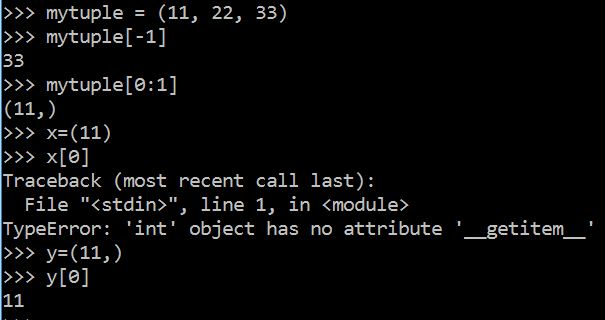 >>> mytuple = (11, 22, 33)
>>> mytuple[-1]
33
>>> mytuple[0:1]
(11,)
>>> x=(11)
>>> x[0]
Traceback (most recent call last):
  File "<stdin>", line 1, in <module>
TypeError: 'int' object has no attribute '__getitem__'
>>> y=(11,)
>>> y[0]
11